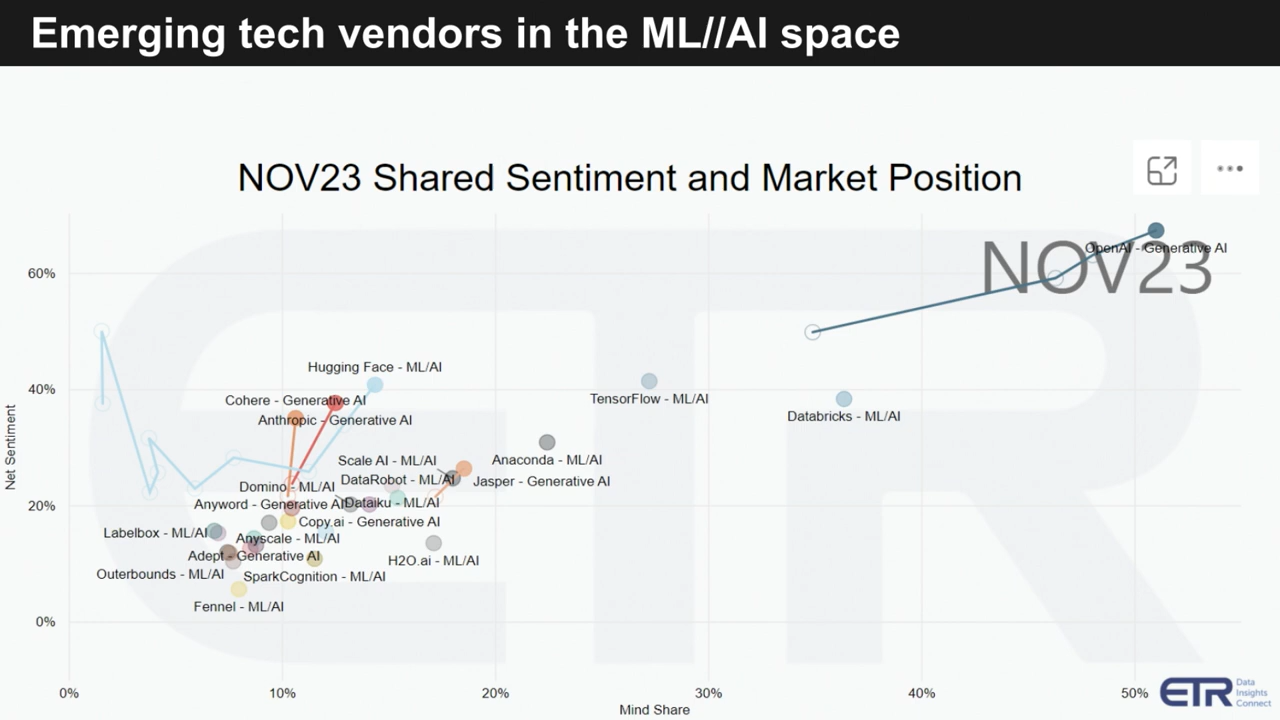 Emerging tech vendors in the ML//AI space
NOV23 Shared Sentiment and Market Position
NOV23
OpenAI - Generative AI
60%
Hugging Face - ML/AI
40%
Cohere - Generative AI
TensorFlow - ML/AI
Databricks - ML/AI
Anthropic - Generative AI
Net Sentiment
Scale AI - ML/AI
Anaconda - ML/AI
DataRobot - ML/AI
Jasper - Generative AI
Domino - ML/AI
20%
Anyword - Generative AI
Dataiku - ML/AI
Copy.ai - Generative AI
Labelbox - ML/AI
Anyscale - ML/AI
Adept - Generative AI
H2O.ai - ML/AI
Outerbounds - ML/AI
SparkCognition - ML/AI
Fennel - ML/AI
0%
0%
10%
20%
30%
40%
50%
Mind Share
ETR
Data
Insights
Connect